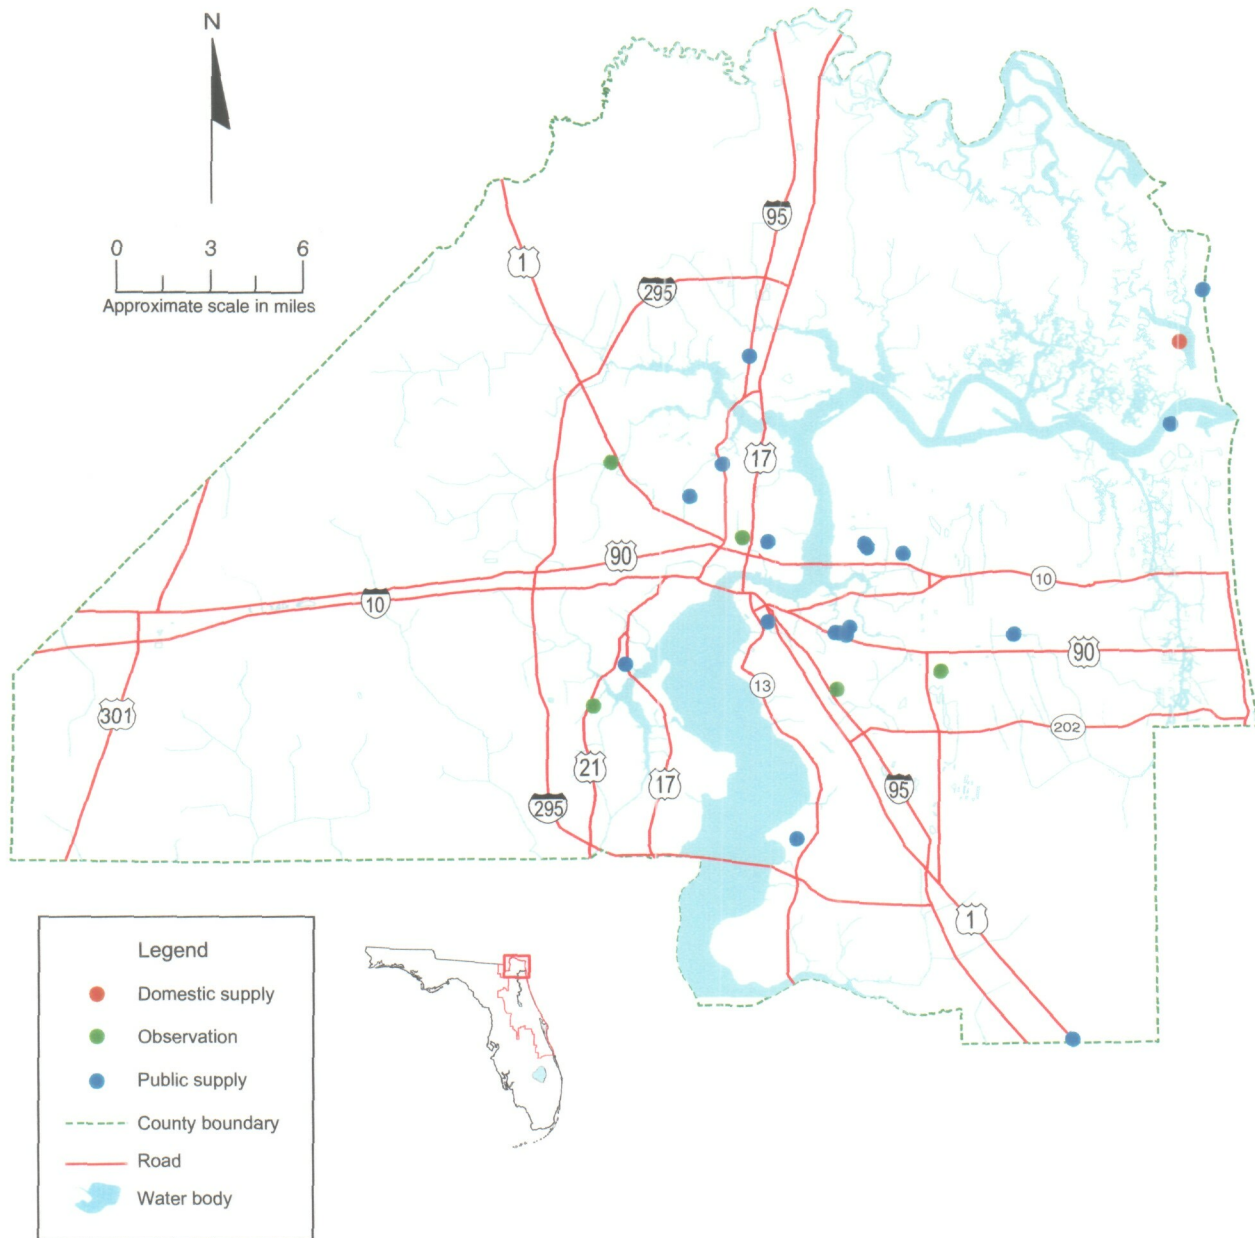 N
0 3 6
Approximate scale in miles
95
1
295
17
90
10
10
90
13
301
202
21
17
95
295
1
Legend
Domestic supply
Observation
Public supply
County boundary
Road
Water body